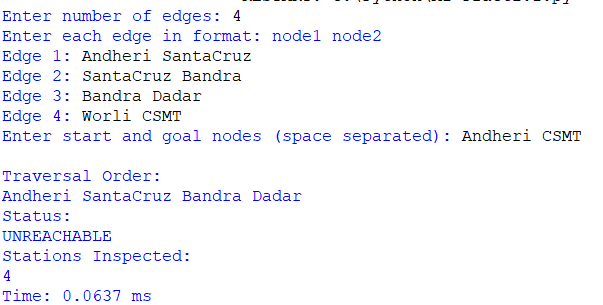 Enter number of edges: 4
Enter each edge in format: node1 node2
Edge 1: Andheri SantaCruz
Edge 2: SantaCruz Bandra
Edge 3: Bandra Dadar
Edge 4: Worli CSMT
Enter start and goal nodes (space separated): Andheri CSMT
Traversal Order:
Andheri SantaCruz Bandra Dadar
Status:
UNREACHABLE
Stations Inspected:
4
Time: 0.0637 ms